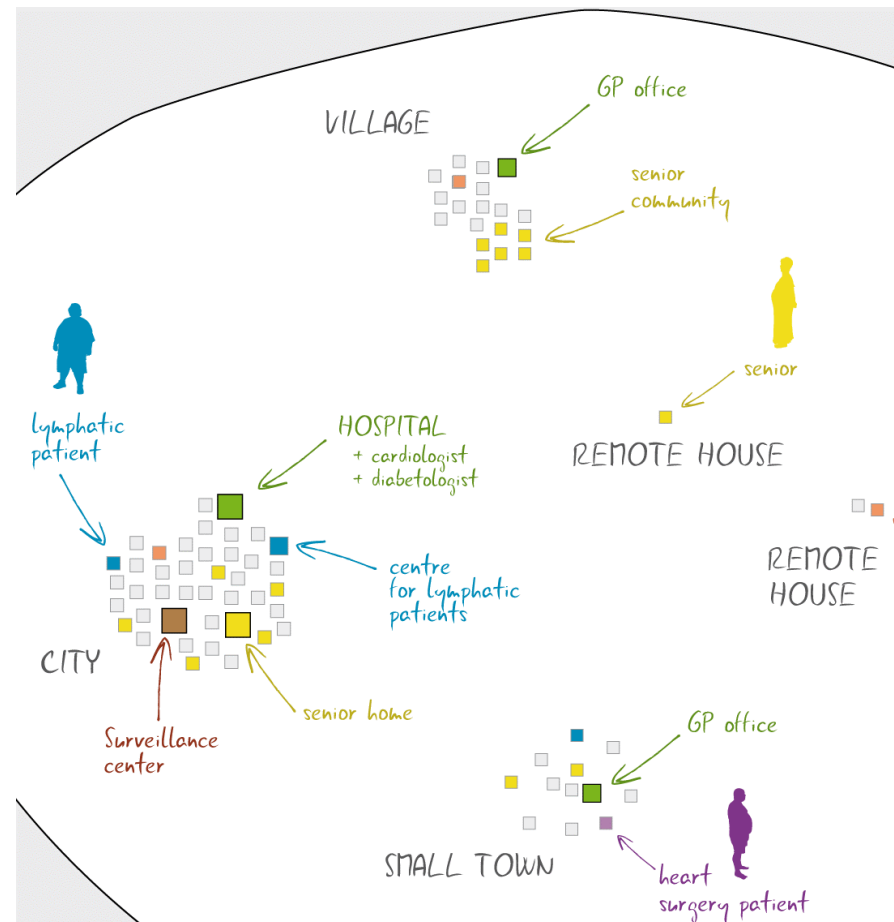 GP office
VILLAGE
senior
community
senior
REMOTE HOUSE
lymphatic
patient
HOSPITAL
+ cardiologist
+ diabetologist
REMOTE
HOUSE
centre
for lymphatic
patients
CITY
senior home
Surveillance
center
GP office
SMALL TOWN
heart
surgery patient